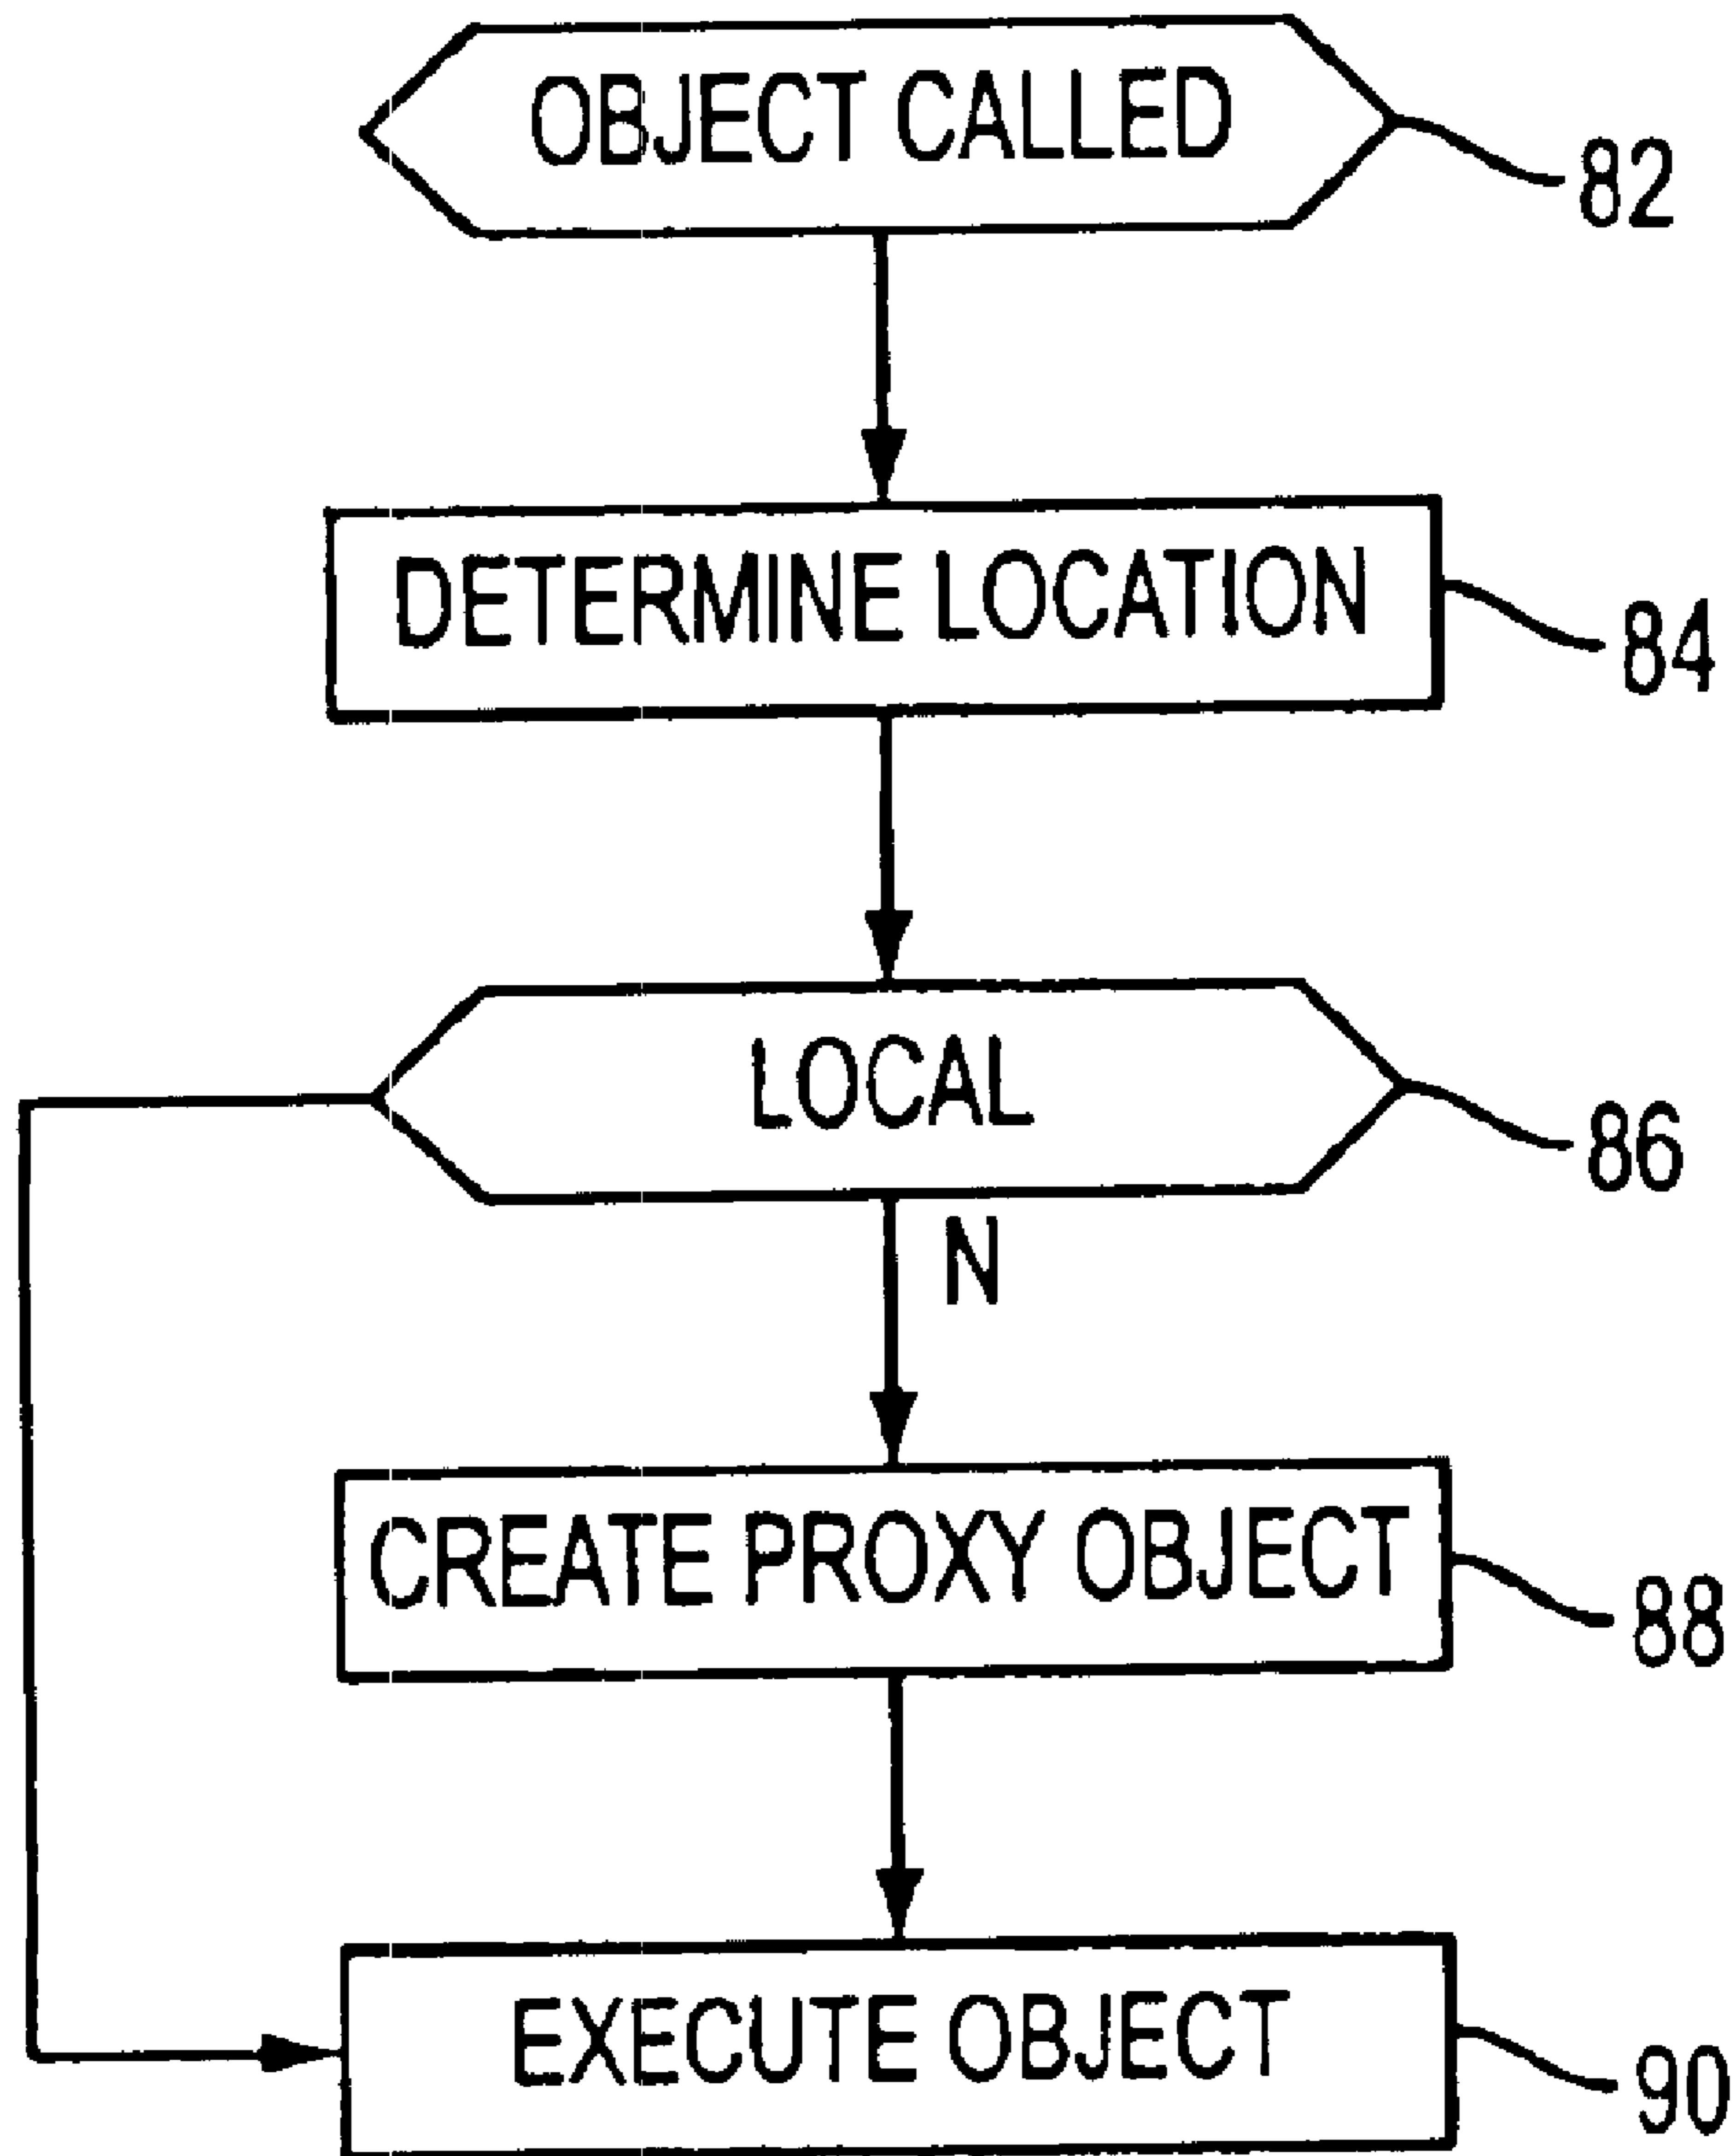 OBJECT CALLED
82
DETERMINE LOCATION
84
LOCAL
86
N
CREATE PROXY OBJECT
88
EXECUTE OBJECT
90